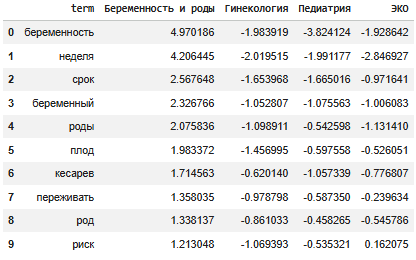 term Беременность и роды Гинекология Педиатрия ЭКО
0 беременность 4.970186 -1.983919 -3.824124 -1.928642
1 неделя 4.206445 -2.019515 -1.991177 -2.846927
2 срок 2.567648 -1.653968 -1.665016 -0.971641
3 беременный 2.326766 -1.052807 -1.075563 -1.006083
4 роды 2.075836 -1.098911 -0.542598 -1.131410
5 плод 1.983372 -1.456995 -0.597558 -0.526051
6 кесарев 1.714563 -0.620140 -1.057339 -0.776807
7 переживать 1.358035 -0.978798 -0.587350 -0.239634
8 род 1.338137 -0.861033 -0.458265 -0.545786
9 риск 1.213048 -1.069393 -0.535321 0.162075